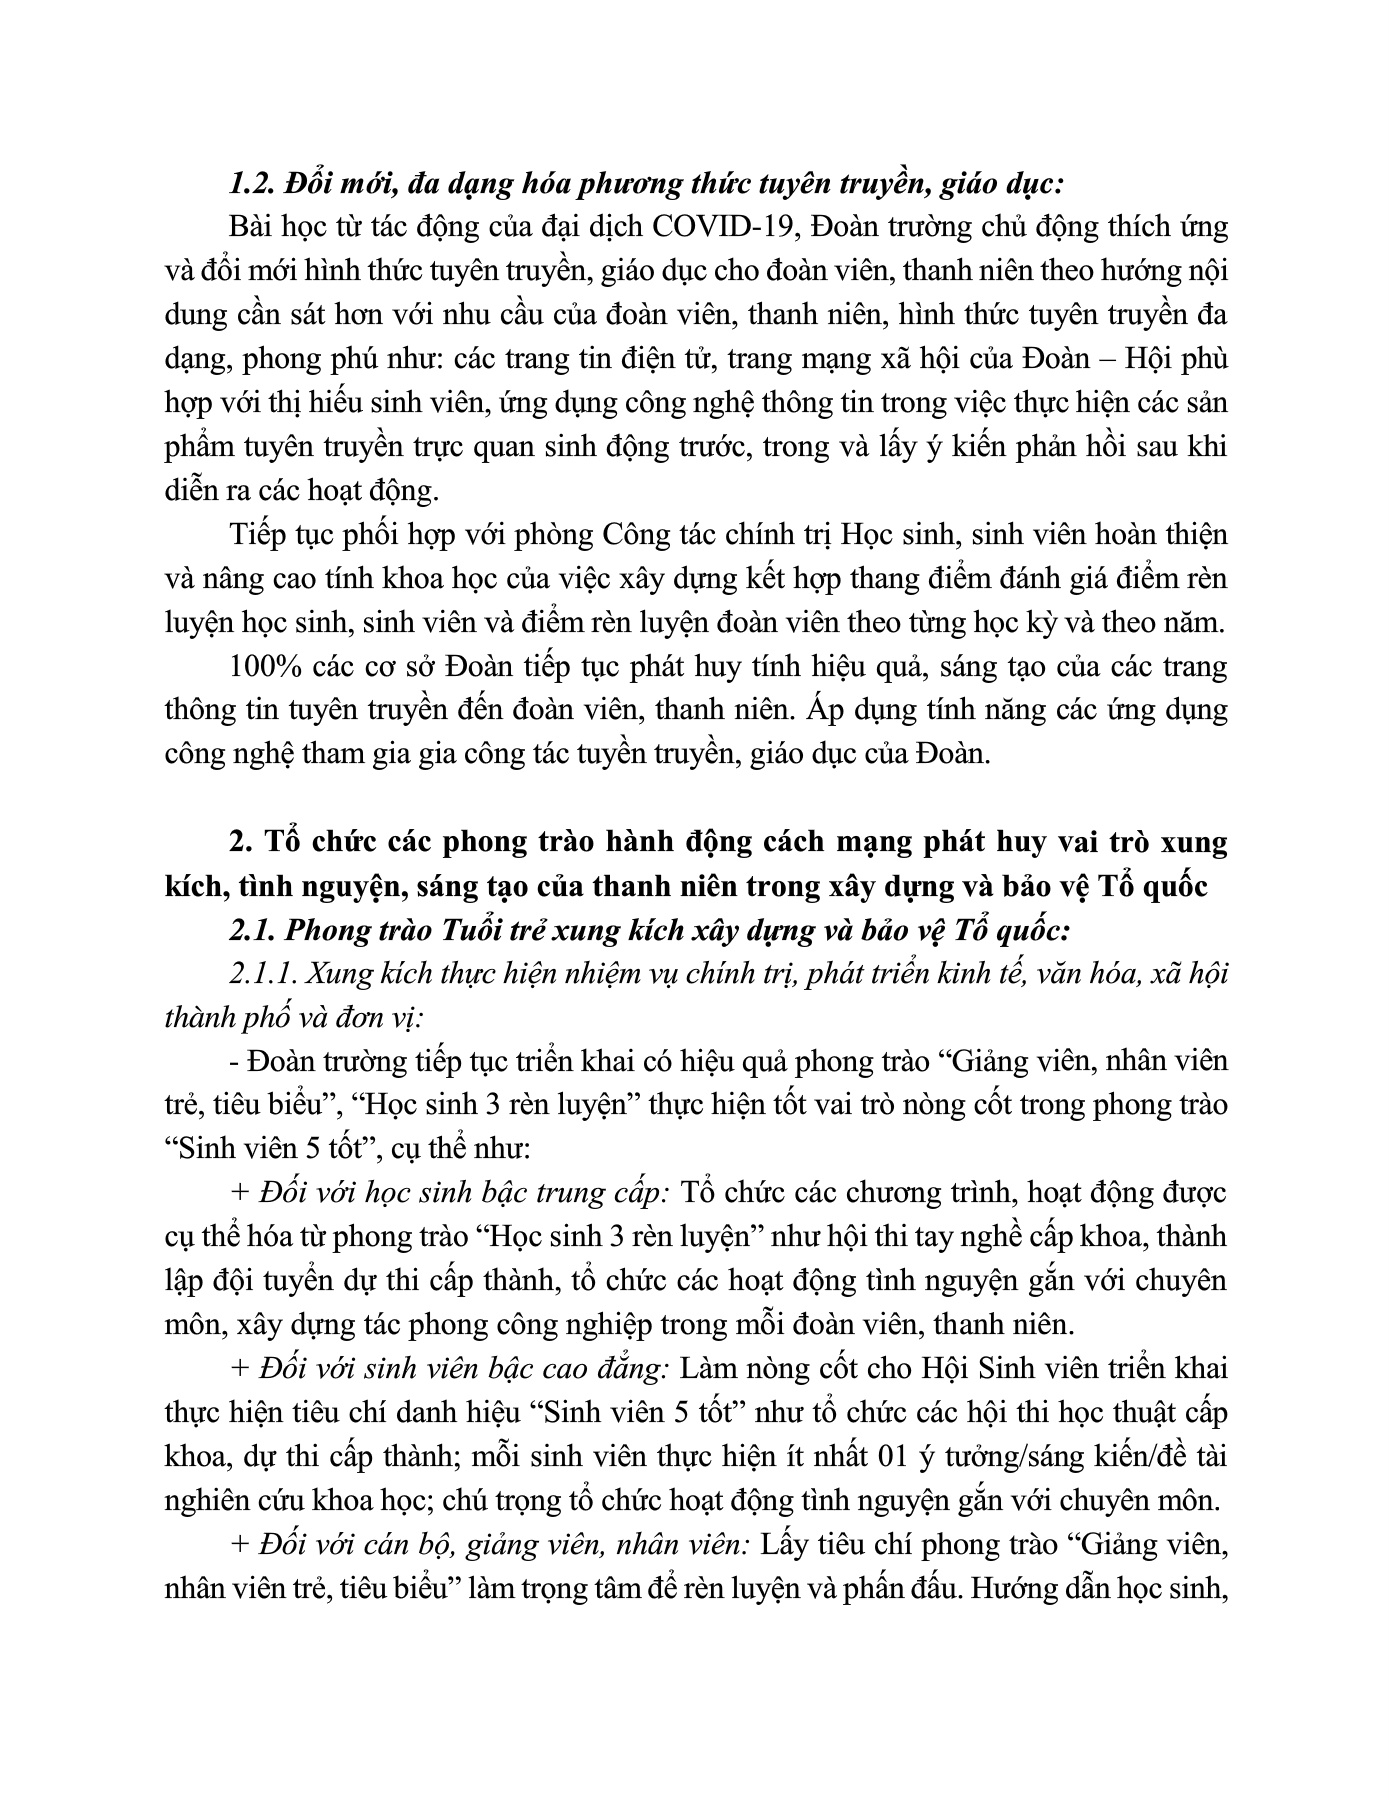 1.2. Đổi mới, đa dạng hóa phương thức tuyên truyền, giáo dục:
Bài học từ tác động của đại dịch COVID-19, Đoàn trường chủ động thích ứng
và đổi mới hình thức tuyên truyền, giáo dục cho đoàn viên, thanh niên theo hướng nội
dung cần sát hơn với nhu cầu của đoàn viên, thanh niên, hình thức tuyên truyền đa
dạng, phong phú như: các trang tin điện tử, trang mạng xã hội của Đoàn – Hội phù
hợp với thị hiếu sinh viên, ứng dụng công nghệ thông tin trong việc thực hiện các sản
phẩm tuyên truyền trực quan sinh động trước, trong và lấy ý kiến phản hồi sau khi
diễn ra các hoạt động.
Tiếp tục phối hợp với phòng Công tác chính trị Học sinh, sinh viên hoàn thiện
và nâng cao tính khoa học của việc xây dựng kết hợp thang điểm đánh giá điểm rèn
luyện học sinh, sinh viên và điểm rèn luyện đoàn viên theo từng học kỳ và theo năm.
100% các cơ sở Đoàn tiếp tục phát huy tính hiệu quả, sáng tạo của các trang
thông tin tuyên truyền đến đoàn viên, thanh niên. Áp dụng tính năng các ứng dụng
công nghệ tham gia gia công tác tuyền truyền, giáo dục của Đoàn.
2. Tổ chức các phong trào hành động cách mạng phát huy vai trò xung
kích, tình nguyện, sáng tạo của thanh niên trong xây dựng và bảo vệ Tổ quốc
2.1. Phong trào Tuổi trẻ xung kích xây dựng và bảo vệ Tổ quốc:
2.1.1. Xung kích thực hiện nhiệm vụ chính trị, phát triển kinh tế, văn hóa, xã hội
thành phố và đơn vị:
- Đoàn trường tiếp tục triển khai có hiệu quả phong trào “Giảng viên, nhân viên
trẻ, tiêu biểu”, “Học sinh 3 rèn luyện” thực hiện tốt vai trò nòng cốt trong phong trào
“Sinh viên 5 tốt”, cụ thể như:
+ Đối với học sinh bậc trung cấp: Tổ chức các chương trình, hoạt động được
cụ thể hóa từ phong trào “Học sinh 3 rèn luyện” như hội thi tay nghề cấp khoa, thành
lập đội tuyển dự thi cấp thành, tổ chức các hoạt động tình nguyện gắn với chuyên
môn, xây dựng tác phong công nghiệp trong mỗi đoàn viên, thanh niên.
+ Đối với sinh viên bậc cao đẳng: Làm nòng cốt cho Hội Sinh viên triển khai
thực hiện tiêu chí danh hiệu “Sinh viên 5 tốt” như tổ chức các hội thi học thuật cấp
khoa, dự thi cấp thành; mỗi sinh viên thực hiện ít nhất 01 ý tưởng/sáng kiến/đề tài
nghiên cứu khoa học; chú trọng tổ chức hoạt động tình nguyện gắn với chuyên môn.
+ Đối với cán bộ, giảng viên, nhân viên: Lấy tiêu chí phong trào “Giảng viên,
nhân viên trẻ, tiêu biểu” làm trọng tâm để rèn luyện và phấn đấu. Hướng dẫn học sinh,